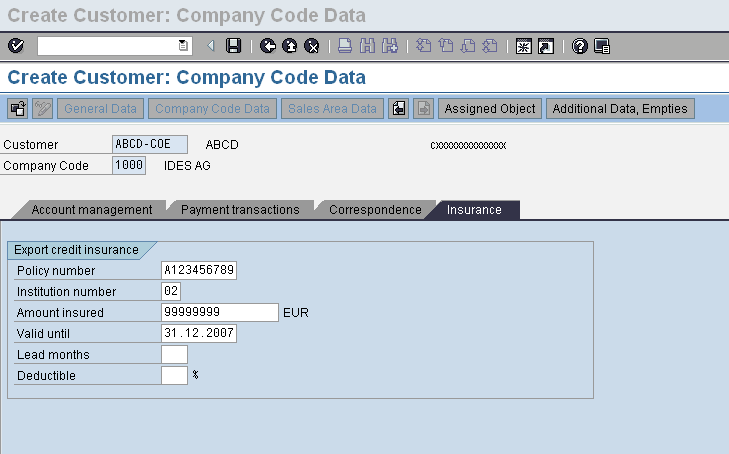 Create Customer: Company Code Data
Create Customer: Company Code Data
General Data Company Code Data Sales Area Data Assigned Object Additional Data, Empties
Customer ABCD-COE ABCD
Company Code 1000 IDES AG
Account management Payment transactions Correspondence Insurance
Export credit insurance
Policy number A123456789
Institution number 02
Amount insured 99999999 EUR
Valid until 31.12.2007
Lead months
Deductible %